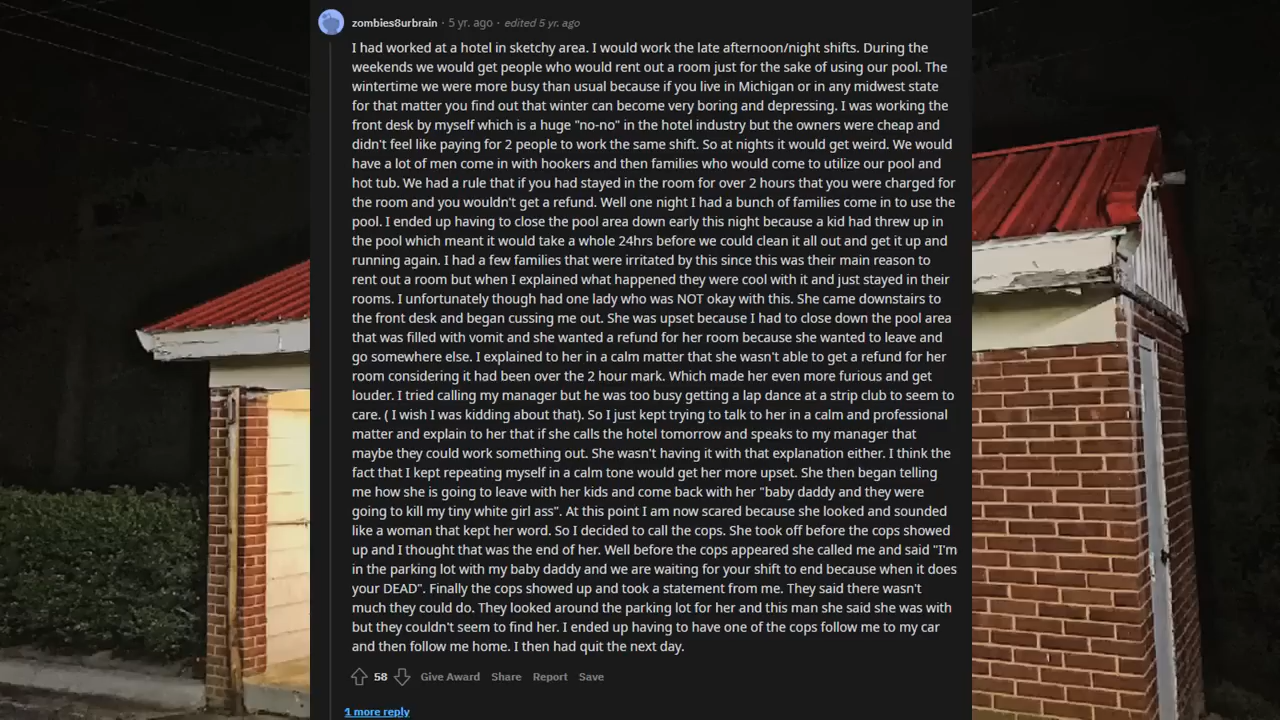 zombies8urbrain · 5 yr. ago · edited 5 yr. ago
I had worked at a hotel in sketchy area. I would work the late afternoon/night shifts. During the
weekends we would get people who would rent out a room just for the sake of using our pool. The
wintertime we were more busy than usual because if you live in Michigan or in any midwest state
for that matter you find out that winter can become very boring and depressing. I was working the
front desk by myself which is a huge "no-no" in the hotel industry but the owners were cheap and
didn't feel like paying for 2 people to work the same shift. So at nights it would get weird. We would
have a lot of men come in with hookers and then families who would come to utilize our pool and
hot tub. We had a rule that if you had stayed in the room for over 2 hours that you were charged for
the room and you wouldn't get a refund. Well one night I had a bunch of families come in to use the
pool. I ended up having to close the pool area down early this night because a kid had threw up in
the pool which meant it would take a whole 24hrs before we could clean it all out and get it up and
running again. I had a few families that were irritated by this since this was their main reason to
rent out a room but when I explained what happened they were cool with it and just stayed in their
rooms. I unfortunately though had one lady who was NOT okay with this. She came downstairs to
the front desk and began cussing me out. She was upset because I had to close down the pool area
that was filled with vomit and she wanted a refund for her room because she wanted to leave and
go somewhere else. I explained to her in a calm matter that she wasn't able to get a refund for her
room considering it had been over the 2 hour mark. Which made her even more furious and get
louder. I tried calling my manager but he was too busy getting a lap dance at a strip club to seem to
care. ( I wish I was kidding about that). So I just kept trying to talk to her in a calm and professional
matter and explain to her that if she calls the hotel tomorrow and speaks to my manager that
maybe they could work something out. She wasn't having it with that explanation either. I think the
fact that I kept repeating myself in a calm tone would get her more upset. She then began telling
me how she is going to leave with her kids and come back with her "baby daddy and they were
going to kill my tiny white girl ass". At this point I am now scared because she looked and sounded
like a woman that kept her word. So I decided to call the cops. She took off before the cops showed
up and I thought that was the end of her. Well before the cops appeared she called me and said "I'm
in the parking lot with my baby daddy and we are waiting for your shift to end because when it does
your DEAD". Finally the cops showed up and took a statement from me. They said there wasn't
much they could do. They looked around the parking lot for her and this man she said she was with
but they couldn't seem to find her. I ended up having to have one of the cops follow me to my car
and then follow me home. I then had quit the next day.
58 Give Award Share Report Save
1 more reply